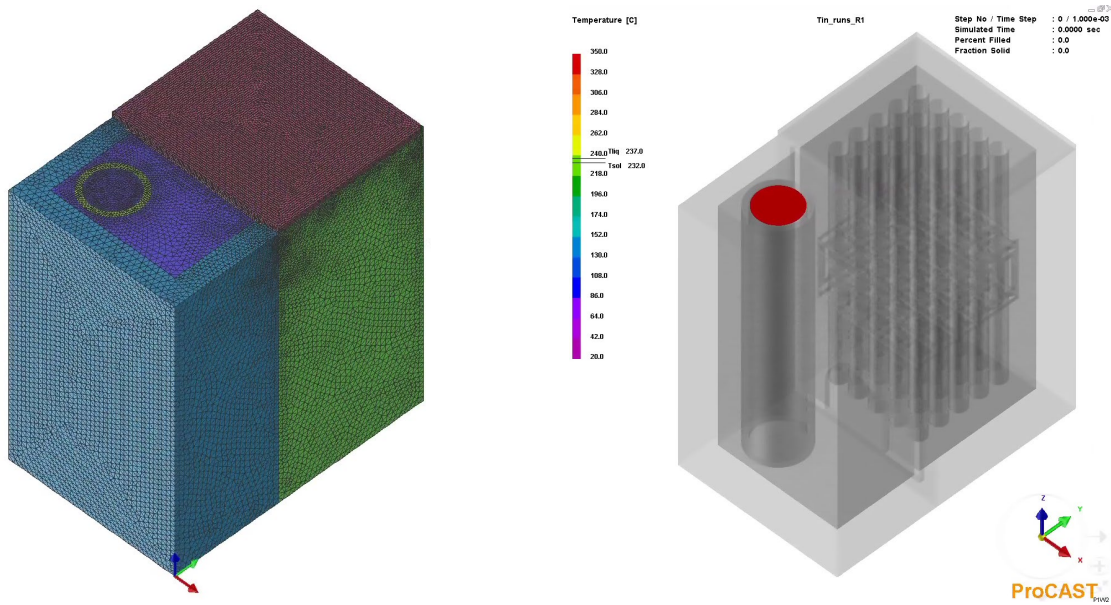 Temperature [C]
Tin_runs_R1
Step No / Time Step : 0 / 1.000e-03
Simulated Time : 0.0000 sec
Percent Filled : 0.0
Fraction Solid : 0.0
350.0
328.0
306.0
284.0
262.0
240.0 Tliq 237.0
Tsol 232.0
218.0
196.0
174.0
152.0
130.0
108.0
86.0
64.0
42.0
20.0
Z
Y
X
ProCAST
P1W2